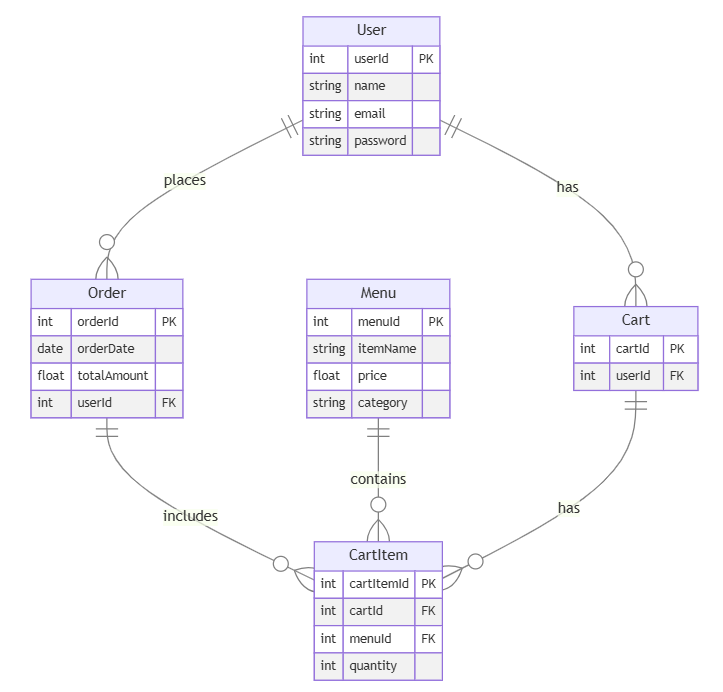 User
int userId PK
string name
string email
string password
places
has
Order
int orderId PK
date orderDate
float totalAmount
int userId FK
Menu
int menuId PK
string itemName
float price
string category
Cart
int cartId PK
int userId FK
includes
contains
has
CartItem
int cartItemId PK
int cartId FK
int menuId FK
int quantity